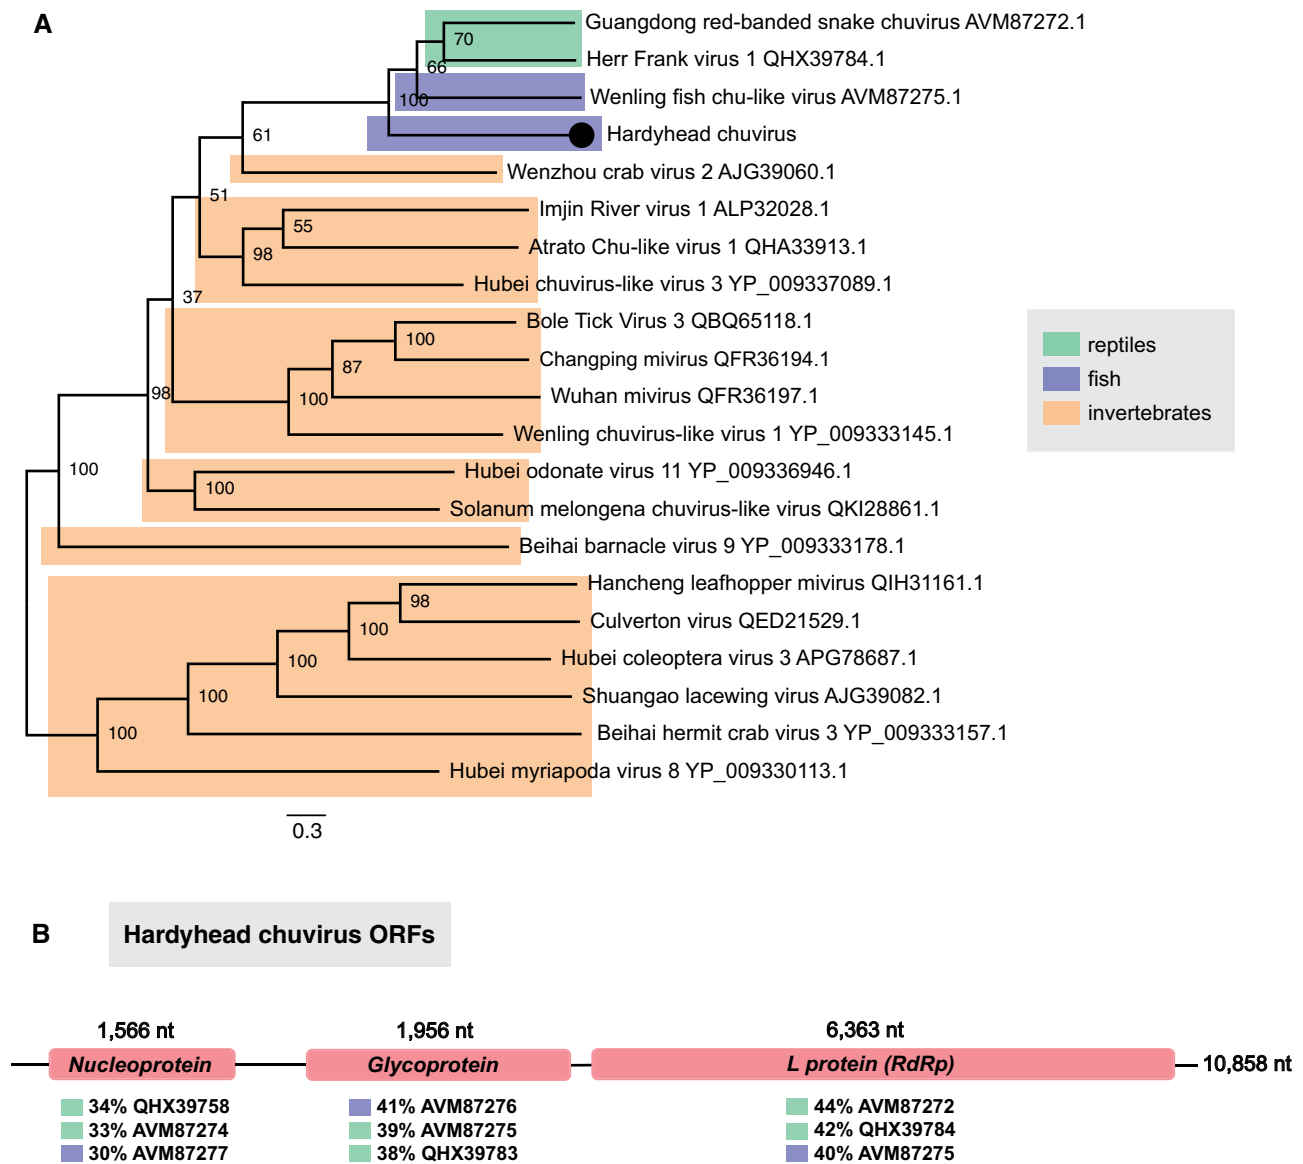 A
Guangdong red-banded snake chuvirus AVM87272.1
70
Herr Frank virus 1 QHX39784.1
66
Wenling fish chu-like virus AVM87275.1
100
Hardyhead chuvirus
61
Wenzhou crab virus 2 AJG39060.1
51
Imjin River virus 1 ALP32028.1
55
Atrato Chu-like virus 1 QHA33913.1
98
Hubei chuvirus-like virus 3 YP_009337089.1
37
Bole Tick Virus 3 QBQ65118.1
100
Changping mivirus QFR36194.1
87
Wuhan mivirus QFR36197.1
100
98
Wenling chuvirus-like virus 1 YP_009333145.1
Hubei odonate virus 11 YP_009336946.1
100
100
Solanum melongena chuvirus-like virus QKI28861.1
Beihai barnacle virus 9 YP_009333178.1
Hancheng leafhopper mivirus QIH31161.1
98
Culverton virus QED21529.1
100
Hubei coleoptera virus 3 APG78687.1
100
Shuangao lacewing virus AJG39082.1
100
Beihai hermit crab virus 3 YP_009333157.1
100
Hubei myriapoda virus 8 YP_009330113.1
0.3
reptiles
fish
invertebrates
B
Hardyhead chuvirus ORFs
1,566 nt
1,956 nt
6,363 nt
Nucleoprotein
Glycoprotein
L protein (RdRp)
10,858 nt
34% QHX39758
33% AVM87274
30% AVM87277
41% AVM87276
39% AVM87275
38% QHX39783
44% AVM87272
42% QHX39784
40% AVM87275